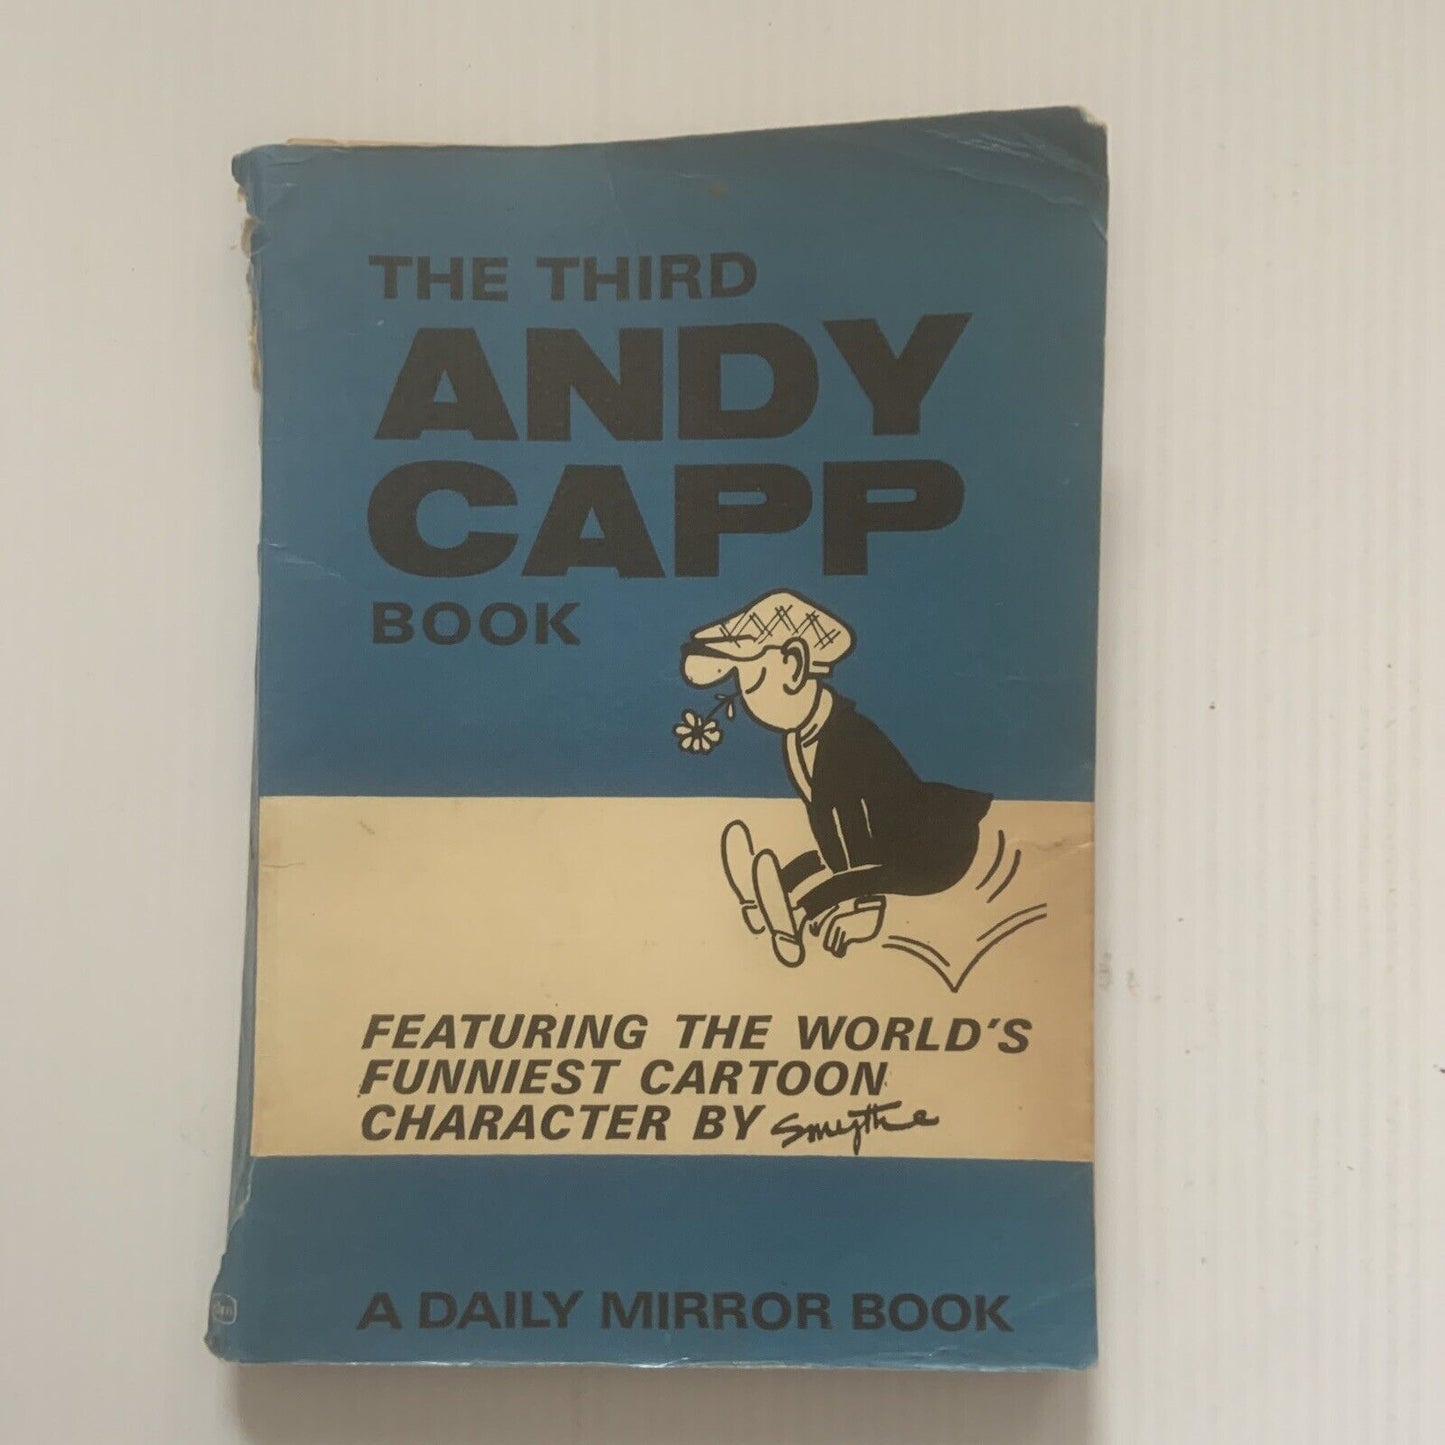 THE THIRD
ANDY
CAPP
BOOK
FEATURING THE WORLD'S
FUNNIEST CARTOON
CHARACTER BY Smythe
A DAILY MIRROR BOOK